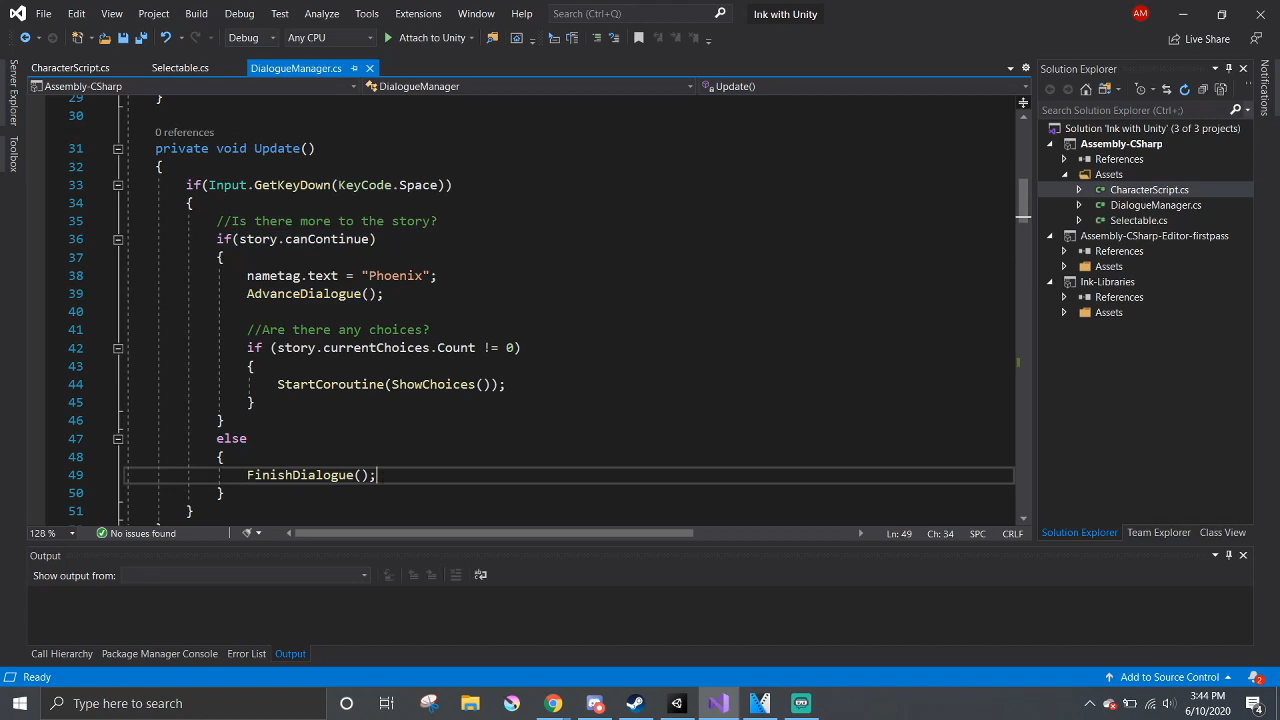 File Edit View Project Build Debug Test Analyze Tools Extensions Window Help Search (Ctrl+Q) Ink with Unity AM
Debug Any CPU Attach to Unity Live Share
CharacterScript.cs Selectable.cs DialogueManager.cs
Assembly-CSharp DialogueManager Update()
Server Explorer
Toolbox
29 }
30
0 references
31 private void Update()
32 {
33 if(Input.GetKeyDown(KeyCode.Space))
34 {
35 //Is there more to the story?
36 if(story.canContinue)
37 {
38 nametag.text = "Phoenix";
39 AdvanceDialogue();
40
41 //Are there any choices?
42 if (story.currentChoices.Count != 0)
43 {
44 StartCoroutine(ShowChoices());
45 }
46 }
47 else
48 {
49 FinishDialogue();
50 }
51 }
128 % No issues found Ln: 49 Ch: 34 SPC CRLF
Solution Explorer
Search Solution Explorer (Ctrl+;)
Solution 'Ink with Unity' (3 of 3 projects)
Assembly-CSharp
References
Assets
CharacterScript.cs
DialogueManager.cs
Selectable.cs
Assembly-CSharp-Editor-firstpass
References
Assets
Ink-Libraries
References
Assets
Solution Explorer Team Explorer Class View
Notifications
Output
Show output from:
Call Hierarchy Package Manager Console Error List Output
Ready Add to Source Control 2
Type here to search
3:44 PM
6/10/2020
4